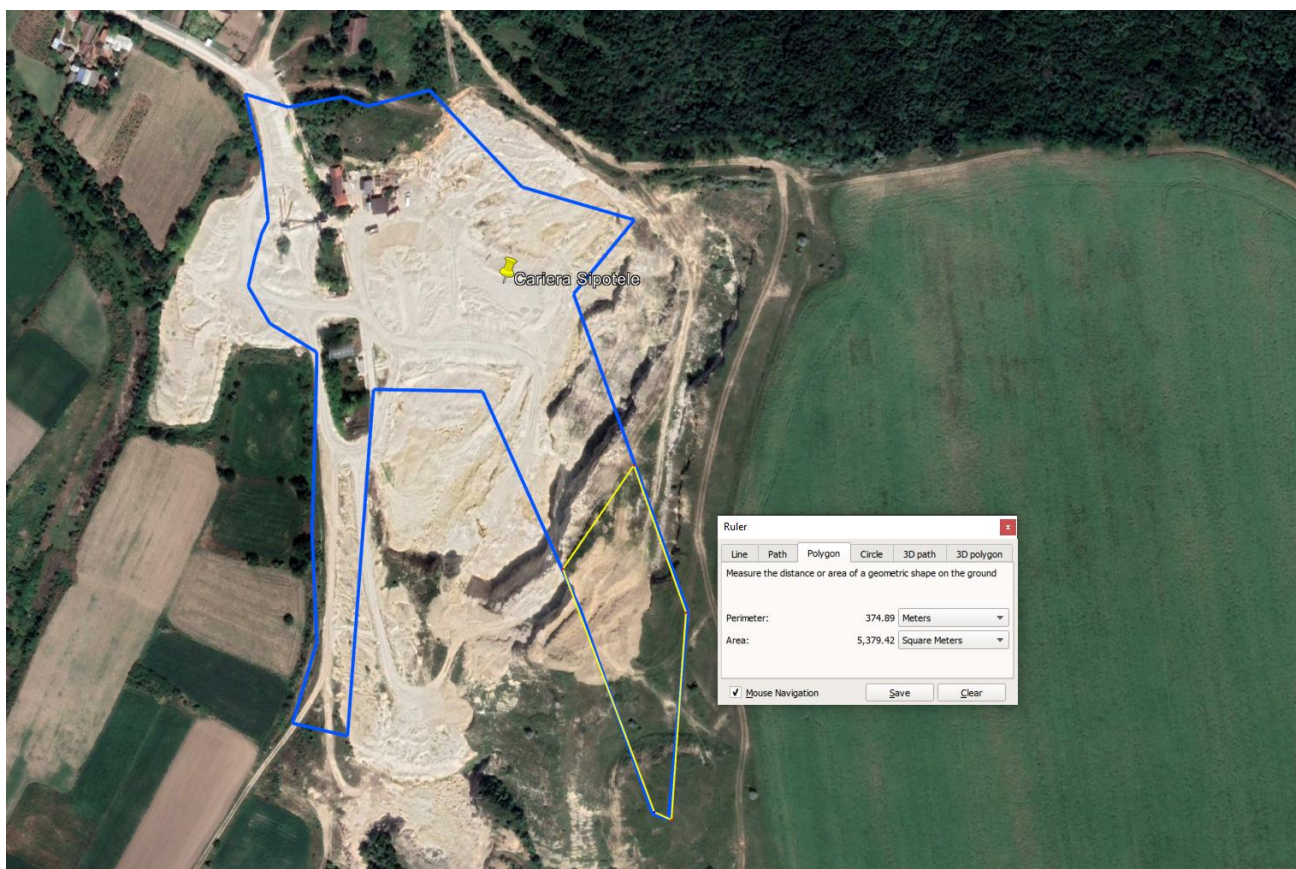 Cariera Sipotele
Ruler
x
Line Path Polygon Circle 3D path 3D polygon
Measure the distance or area of a geometric shape on the ground
Perimeter: 374.89 Meters
Area: 5,379.42 Square Meters
Mouse Navigation Save Clear